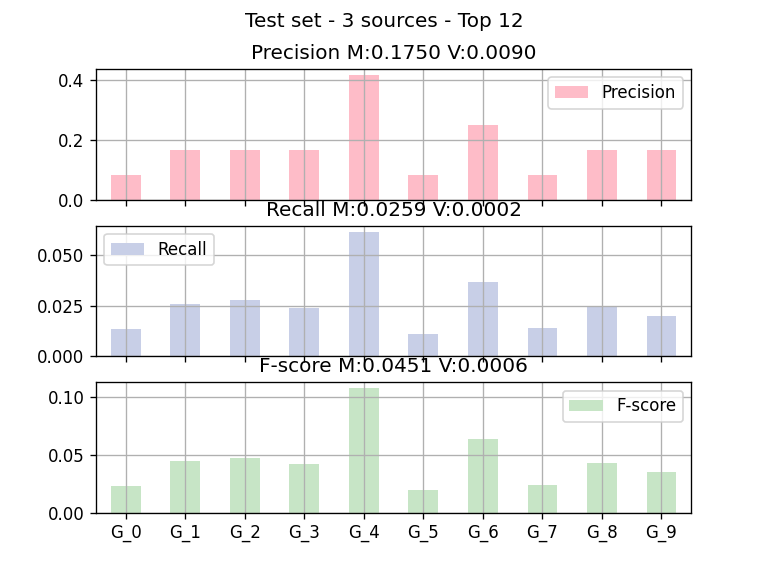 Test set - 3 sources - Top 12
Precision M:0.1750 V:0.0090
0.4
0.2
0.0
Precision
Recall M:0.0259 V:0.0002
0.050
0.025
0.000
Recall
F-score M:0.0451 V:0.0006
0.10
0.05
0.00
F-score
G_0 G_1 G_2 G_3 G_4 G_5 G_6 G_7 G_8 G_9